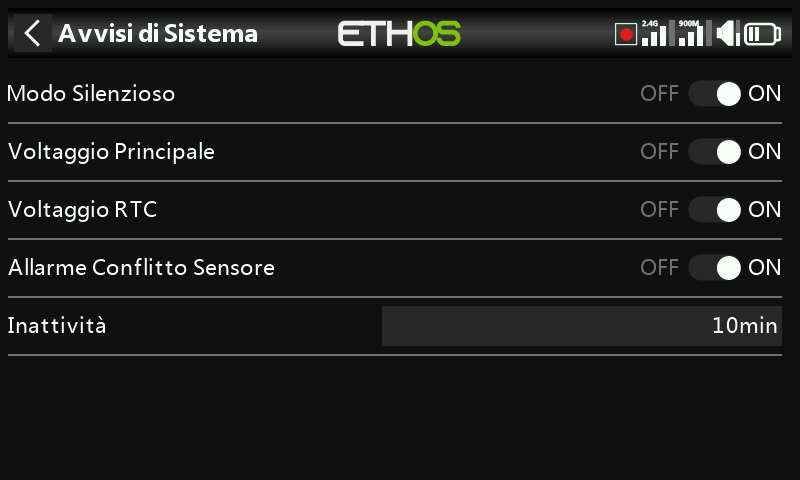 Avvisi di Sistema
ETHOS
2.4G
900M
Modo Silenzioso OFF ON
Voltaggio Principale OFF ON
Voltaggio RTC OFF ON
Allarme Conflitto Sensore OFF ON
Inattività 10min